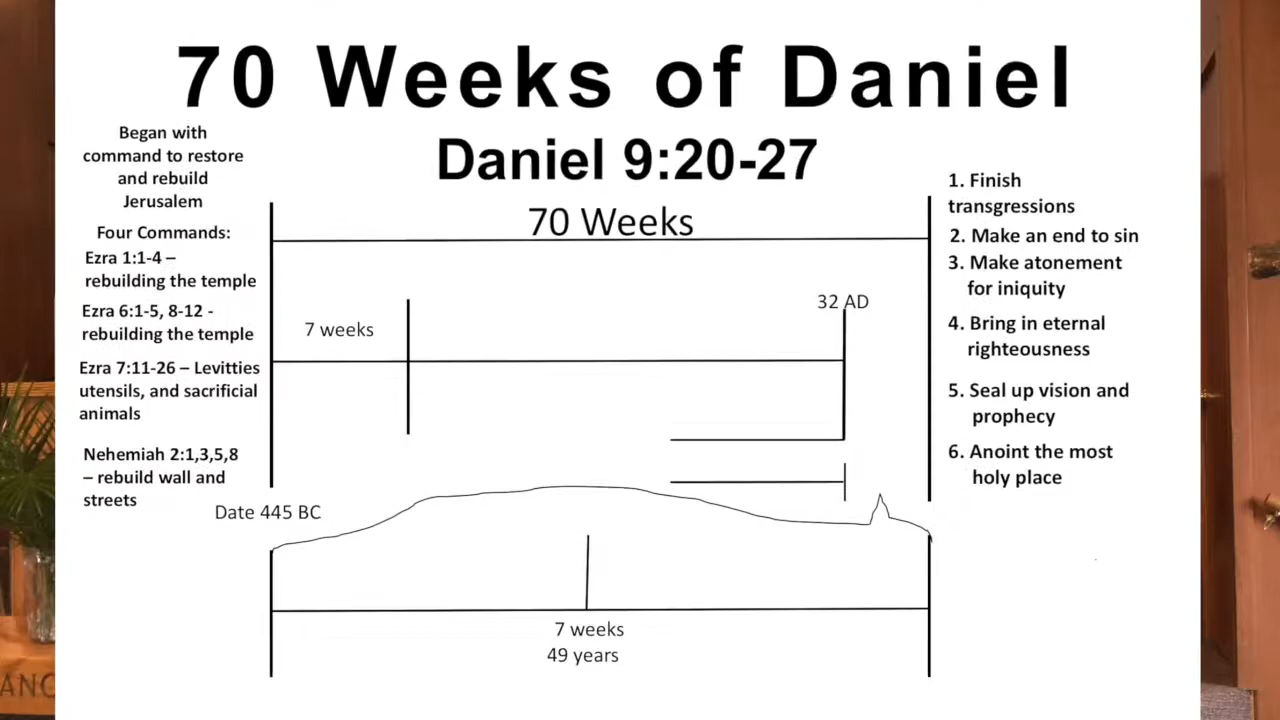 70 Weeks of Daniel
Daniel 9:20-27
Began with
command to restore
and rebuild
Jerusalem
Four Commands:
Ezra 1:1-4 –
rebuilding the temple
Ezra 6:1-5, 8-12 -
rebuilding the temple
Ezra 7:11-26 – Levitties
utensils, and sacrificial
animals
Nehemiah 2:1,3,5,8
– rebuild wall and
streets
Date 445 BC
70 Weeks
7 weeks
32 AD
7 weeks
49 years
1. Finish
transgressions
2. Make an end to sin
3. Make atonement
for iniquity
4. Bring in eternal
righteousness
5. Seal up vision and
prophecy
6. Anoint the most
holy place
ANC